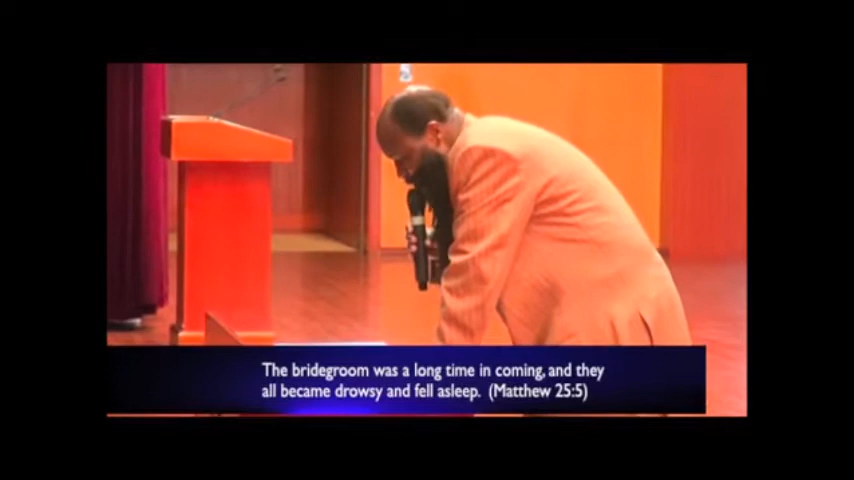 The bridegroom was a long time in coming, and they
all became drowsy and fell asleep. (Matthew 25:5)